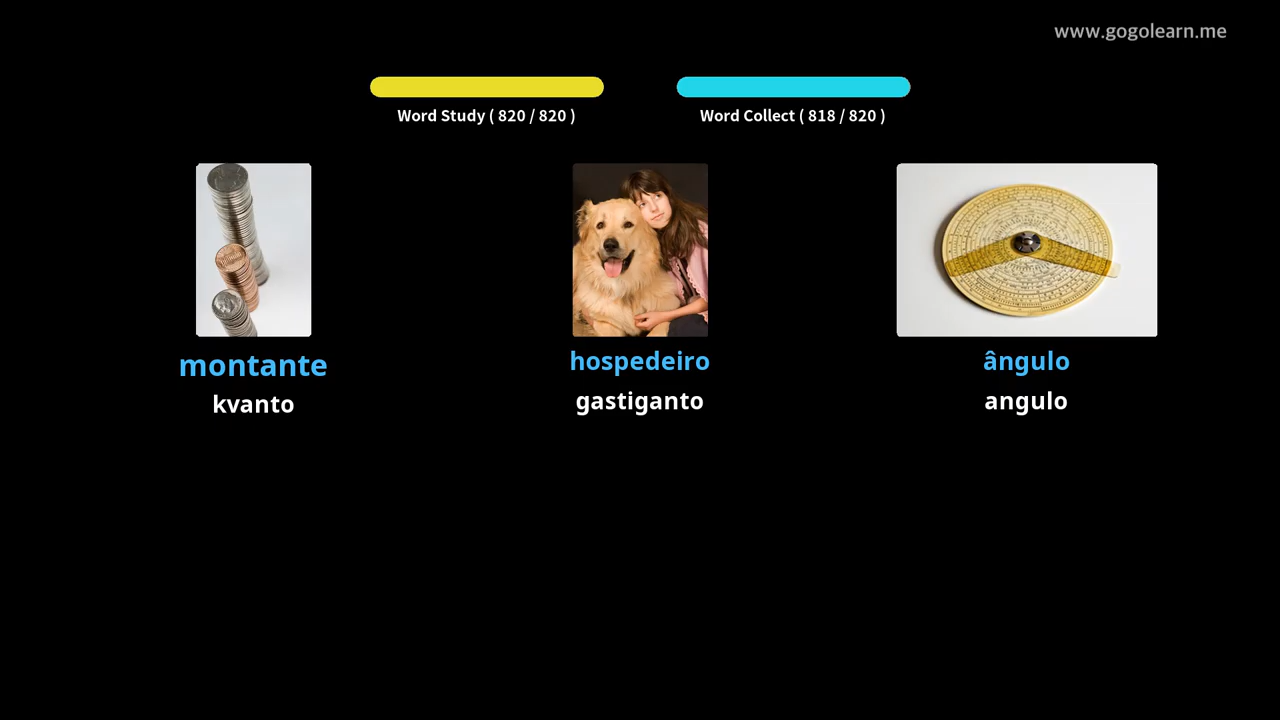 www.gogolearn.me
Word Study ( 820 / 820 )
Word Collect ( 818 / 820 )
montante
kvanto
hospedeiro
gastiganto
ângulo
angulo